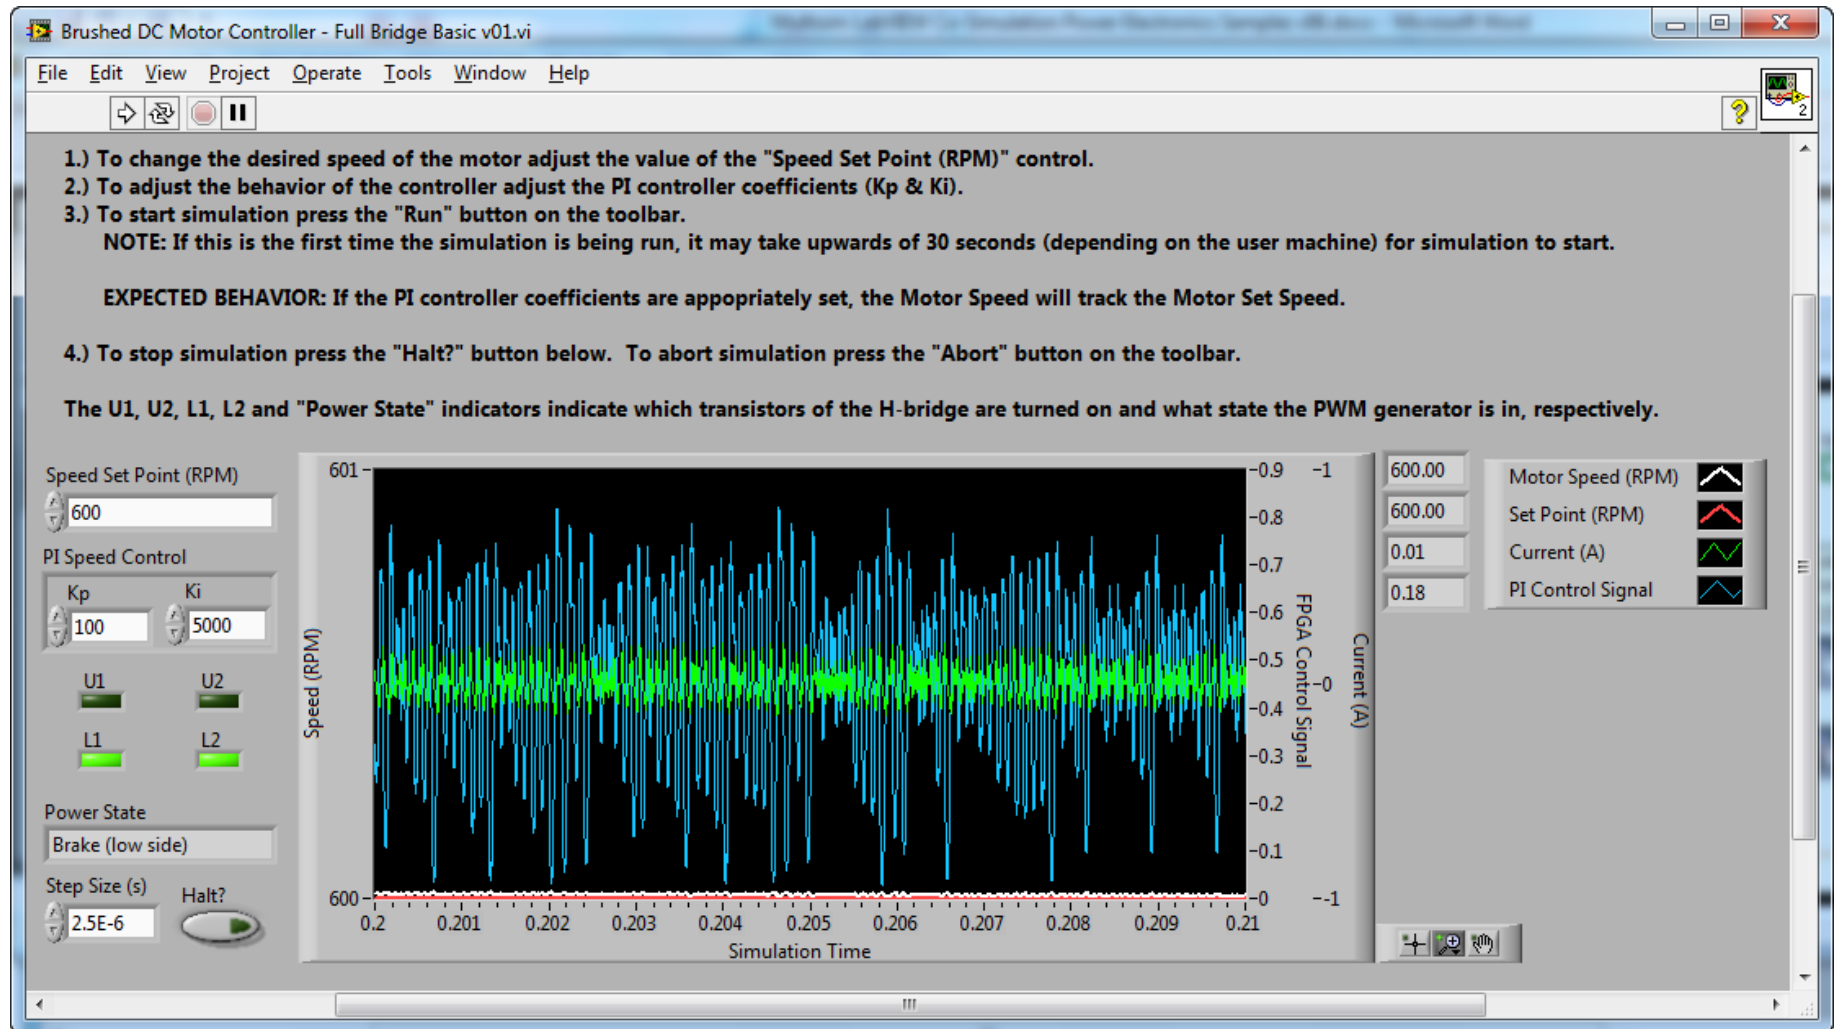 Brushed DC Motor Controller - Full Bridge Basic v01.vi
File Edit View Project Operate Tools Window Help
2
1.) To change the desired speed of the motor adjust the value of the "Speed Set Point (RPM)" control.
2.) To adjust the behavior of the controller adjust the PI controller coefficients (Kp & Ki).
3.) To start simulation press the "Run" button on the toolbar.
NOTE: If this is the first time the simulation is being run, it may take upwards of 30 seconds (depending on the user machine) for simulation to start.
EXPECTED BEHAVIOR: If the PI controller coefficients are appopriately set, the Motor Speed will track the Motor Set Speed.
4.) To stop simulation press the "Halt?" button below. To abort simulation press the "Abort" button on the toolbar.
The U1, U2, L1, L2 and "Power State" indicators indicate which transistors of the H-bridge are turned on and what state the PWM generator is in, respectively.
Speed Set Point (RPM)
600
PI Speed Control
Kp Ki
100 5000
U1 U2
L1 L2
Power State
Brake (low side)
Step Size (s) Halt?
2.5E-6
Speed (RPM)
601
600
0.2 0.201 0.202 0.203 0.204 0.205 0.206 0.207 0.208 0.209 0.21
Simulation Time
0.9
0.8
0.7
0.6
0.5
0.4
0.3
0.2
0.1
0
FPGA Control Signal
1
0
-1
Current (A)
600.00 Motor Speed (RPM)
600.00 Set Point (RPM)
0.01 Current (A)
0.18 PI Control Signal